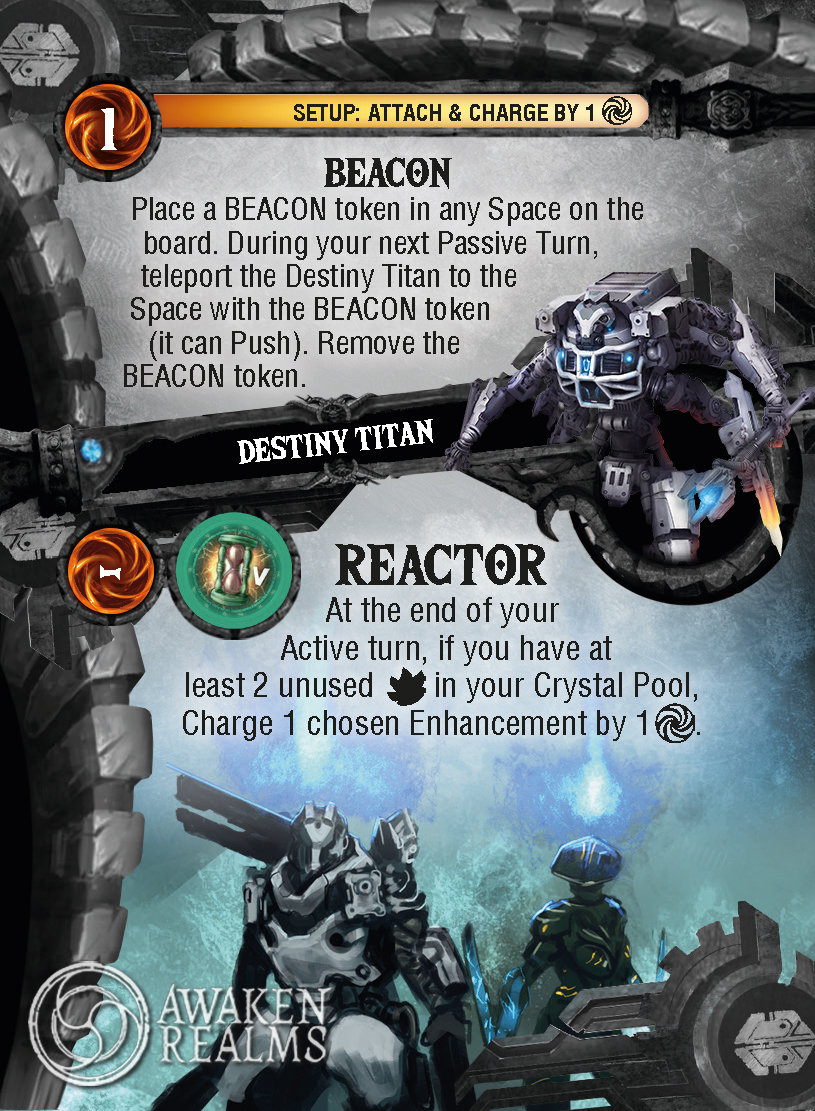 1
SETUP: ATTACH & CHARGE BY 1
BEACON
Place a BEACON token in any Space on the
board. During your next Passive Turn,
teleport the Destiny Titan to the
Space with the BEACON token
(it can Push). Remove the
BEACON token.
DESTINY TITAN
-
V
REACTOR
At the end of your
Active turn, if you have at
least 2 unused in your Crystal Pool,
Charge 1 chosen Enhancement by 1 .
AWAKEN
REALMS